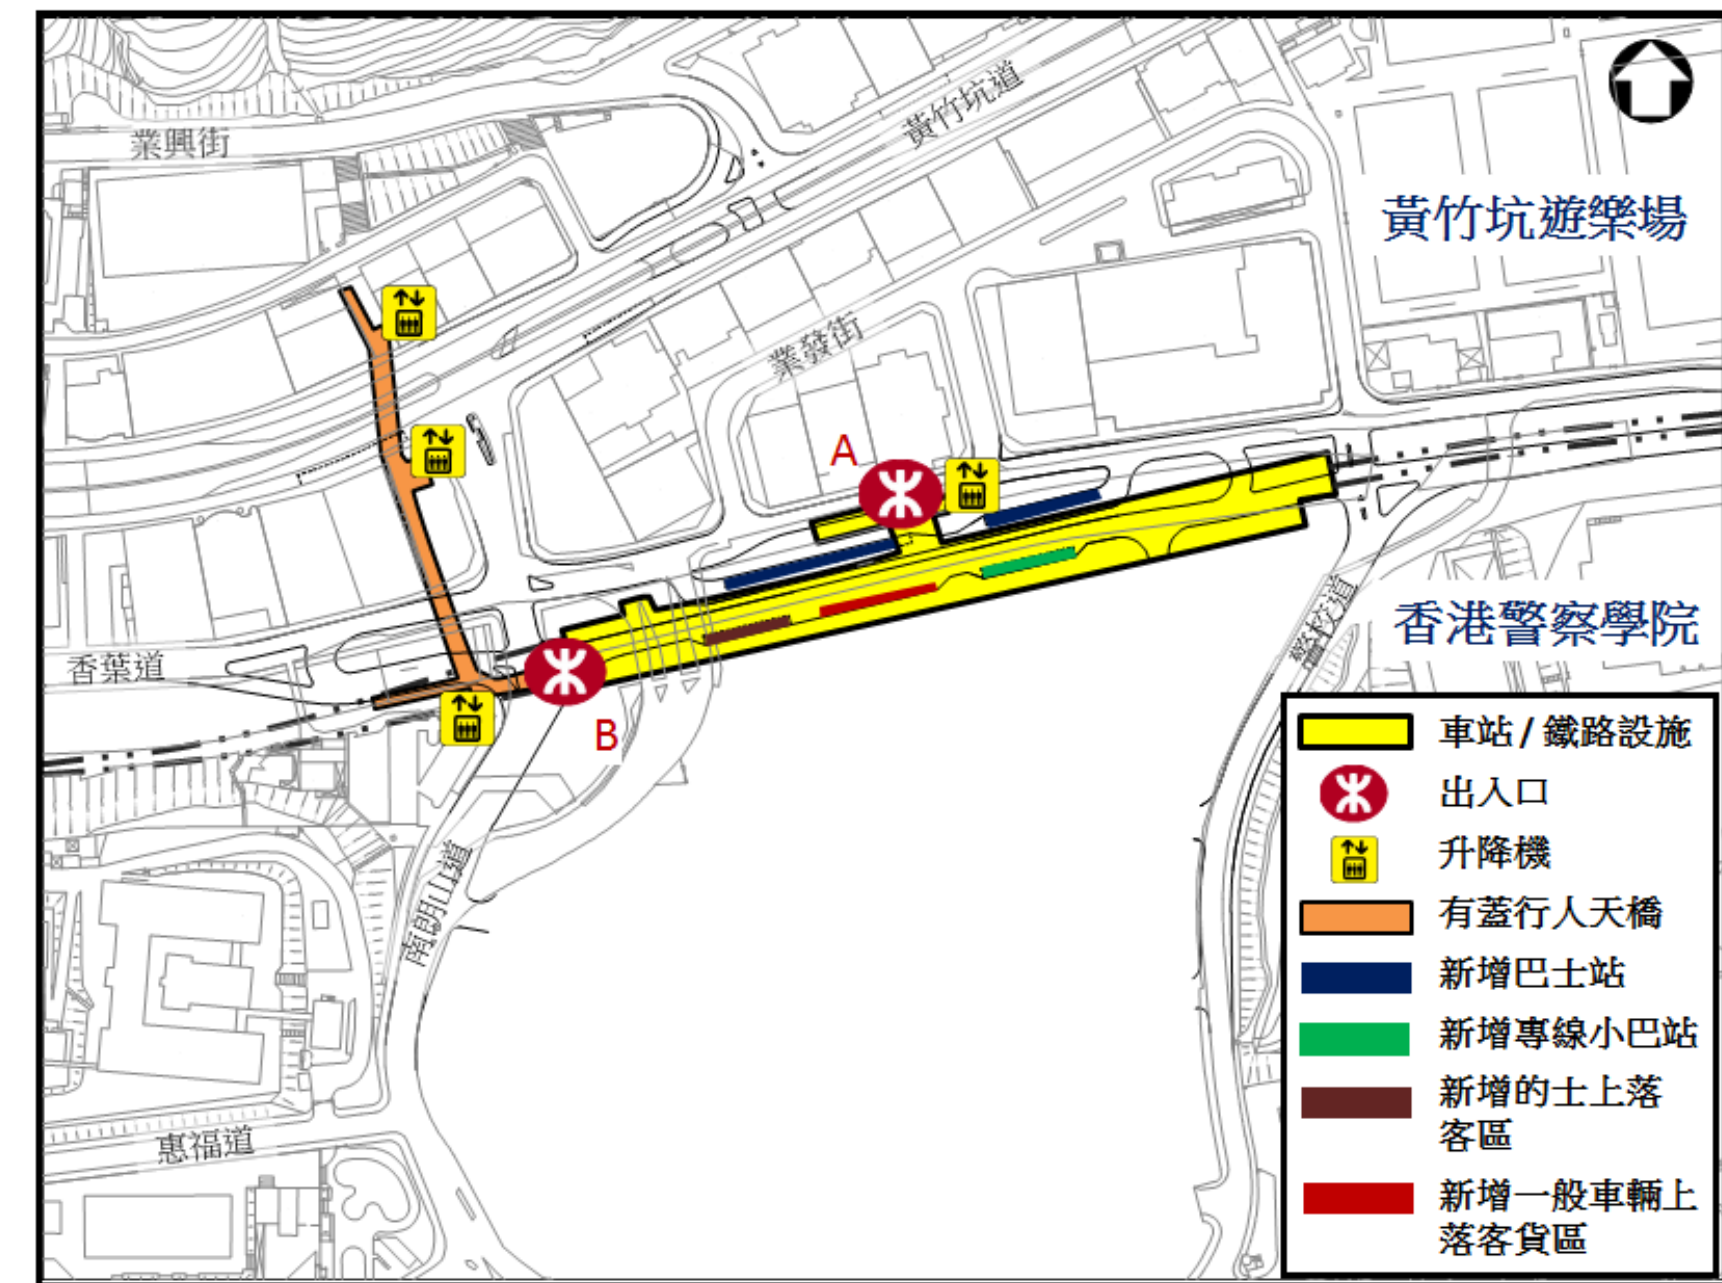 業興街
黃竹坑道
黃竹坑遊樂場
業發街
A
香港警察學院
警校道
香葉道
B
南朗山道
惠福道
車站 / 鐵路設施
出入口
升降機
有蓋行人天橋
新增巴士站
新增專線小巴站
新增的士上落
客區
新增一般車輛上
落客貨區